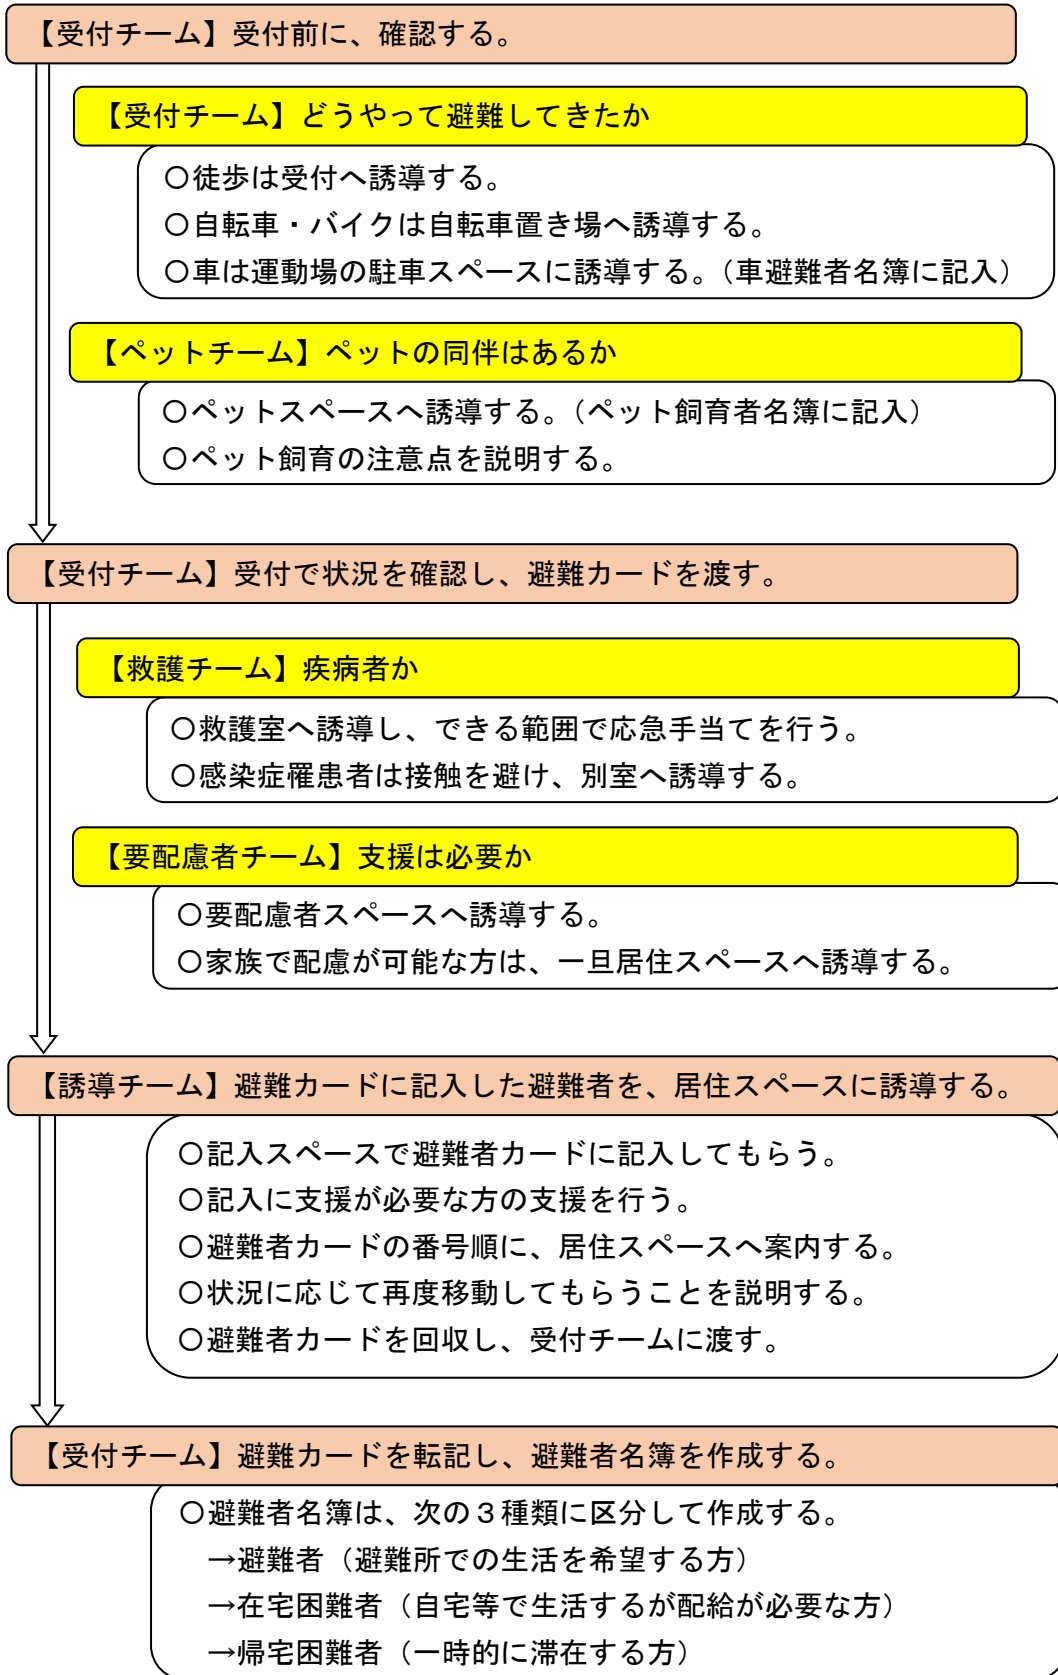 【受付チーム】受付前に、確認する。
【受付チーム】どうやって避難してきたか
〇徒歩は受付へ誘導する。
〇自転車・バイクは自転車置き場へ誘導する。
〇車は運動場の駐車スペースに誘導する。（車避難者名簿に記入）
【ペットチーム】ペットの同伴はあるか
〇ペットスペースへ誘導する。（ペット飼育者名簿に記入）
〇ペット飼育の注意点を説明する。
【受付チーム】受付で状況を確認し、避難カードを渡す。
【救護チーム】疾病者か
〇救護室へ誘導し、できる範囲で応急手当てを行う。
〇感染症罹患者は接触を避け、別室へ誘導する。
【要配慮者チーム】支援は必要か
〇要配慮者スペースへ誘導する。
〇家族で配慮が可能な方は、一旦居住スペースへ誘導する。
【誘導チーム】避難カードに記入した避難者を、居住スペースに誘導する。
〇記入スペースで避難者カードに記入してもらう。
〇記入に支援が必要な方の支援を行う。
〇避難者カードの番号順に、居住スペースへ案内する。
〇状況に応じて再度移動してもらうことを説明する。
〇避難者カードを回収し、受付チームに渡す。
【受付チーム】避難カードを転記し、避難者名簿を作成する。
〇避難者名簿は、次の３種類に区分して作成する。
→避難者（避難所での生活を希望する方）
→在宅困難者（自宅等で生活するが配給が必要な方）
→帰宅困難者（一時的に滞在する方）